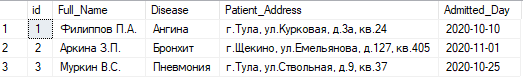 id Full_Name Disease Patient_Address Admitted_Day
1 1 Филиппов П.А. Ангина г.Тула, ул.Курковая, д.3а, кв.24 2020-10-10
2 2 Аркина З.П. Бронхит г.Щекино, ул.Емельянова, д.127, кв.405 2020-11-01
3 3 Муркин В.С. Пневмония г.Тула, ул.Ствольная, д.9, кв.37 2020-10-25